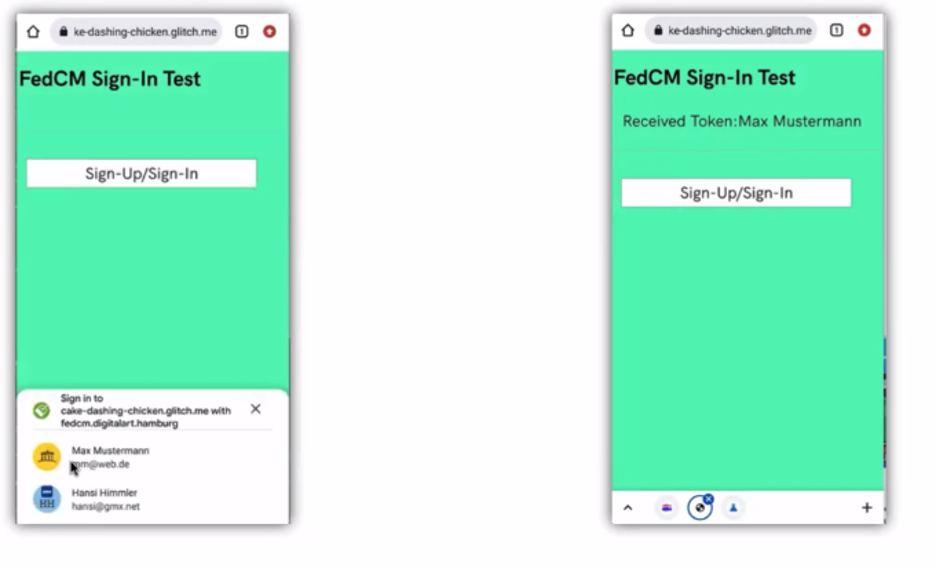 ke-dashing-chicken.glitch.me
1
FedCM Sign-In Test
Sign-Up/Sign-In
Sign in to
cake-dashing-chicken.glitch.me with
fedcm.digitalart.hamburg
Max Mustermann
@web.de
Hansi Himmler
HH
hansi@gmx.net
ke-dashing-chicken.glitch.me
1
FedCM Sign-In Test
Received Token:Max Mustermann
Sign-Up/Sign-In